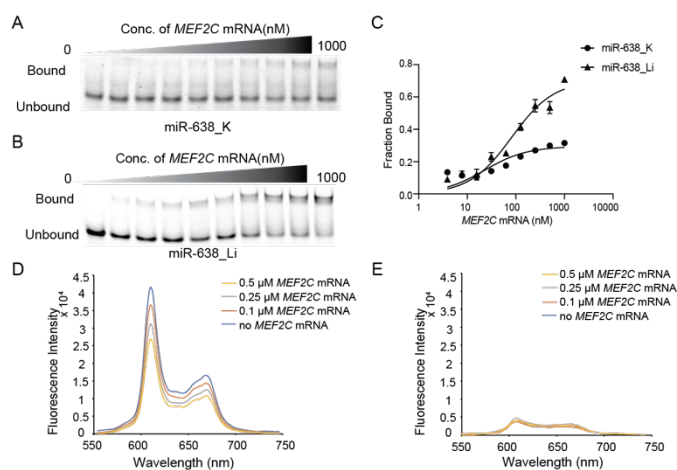 A
Conc. of MEF2C mRNA(nM)
0
1000
Bound
Unbound
miR-638_K
B
Conc. of MEF2C mRNA(nM)
0
1000
Bound
Unbound
miR-638_Li
C
miR-638_K
miR-638_Li
Fraction Bound
0.8
0.6
0.4
0.2
0.0
1
10
100
1000
10000
MEF2C mRNA (nM)
D
Fluorescence Intensity
x 10⁴
4.5
4
3.5
3
2.5
2
1.5
1
0.5
0
550
600
650
700
750
Wavelength (nm)
0.5 µM MEF2C mRNA
0.25 µM MEF2C mRNA
0.1 µM MEF2C mRNA
no MEF2C mRNA
E
Fluorescence Intensity
x 10⁴
4.5
4
3.5
3
2.5
2
1.5
1
0.5
0
550
600
650
700
750
Wavelength (nm)
0.5 µM MEF2C mRNA
0.25 µM MEF2C mRNA
0.1 µM MEF2C mRNA
no MEF2C mRNA